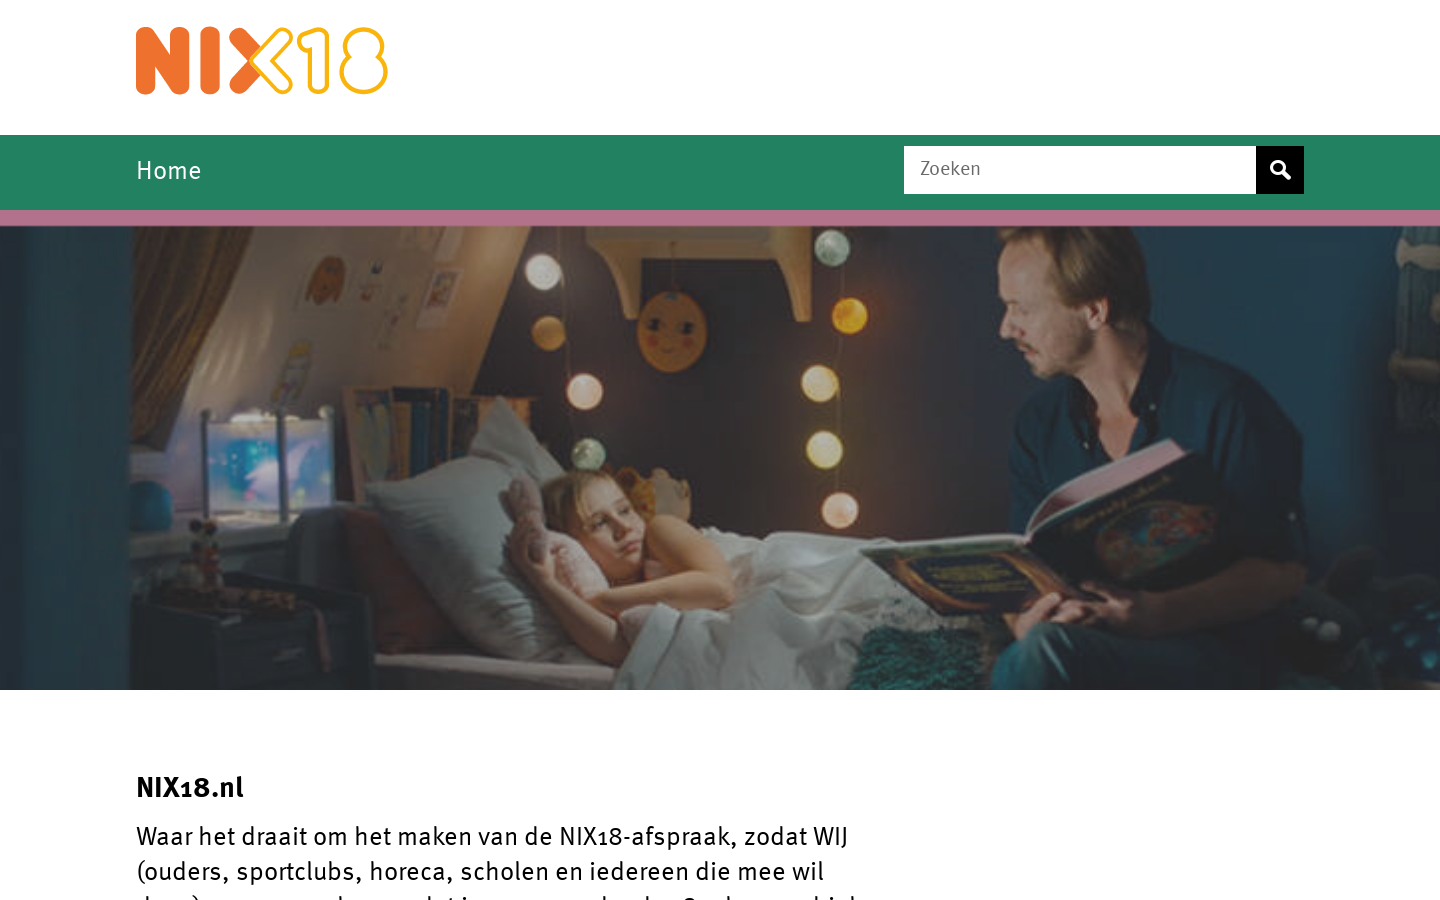 NIX18
Home
Zoeken
NIX18.nl
Waar het draait om het maken van de NIX18-afspraak, zodat WIJ
(ouders, sportclubs, horeca, scholen en iedereen die mee wil